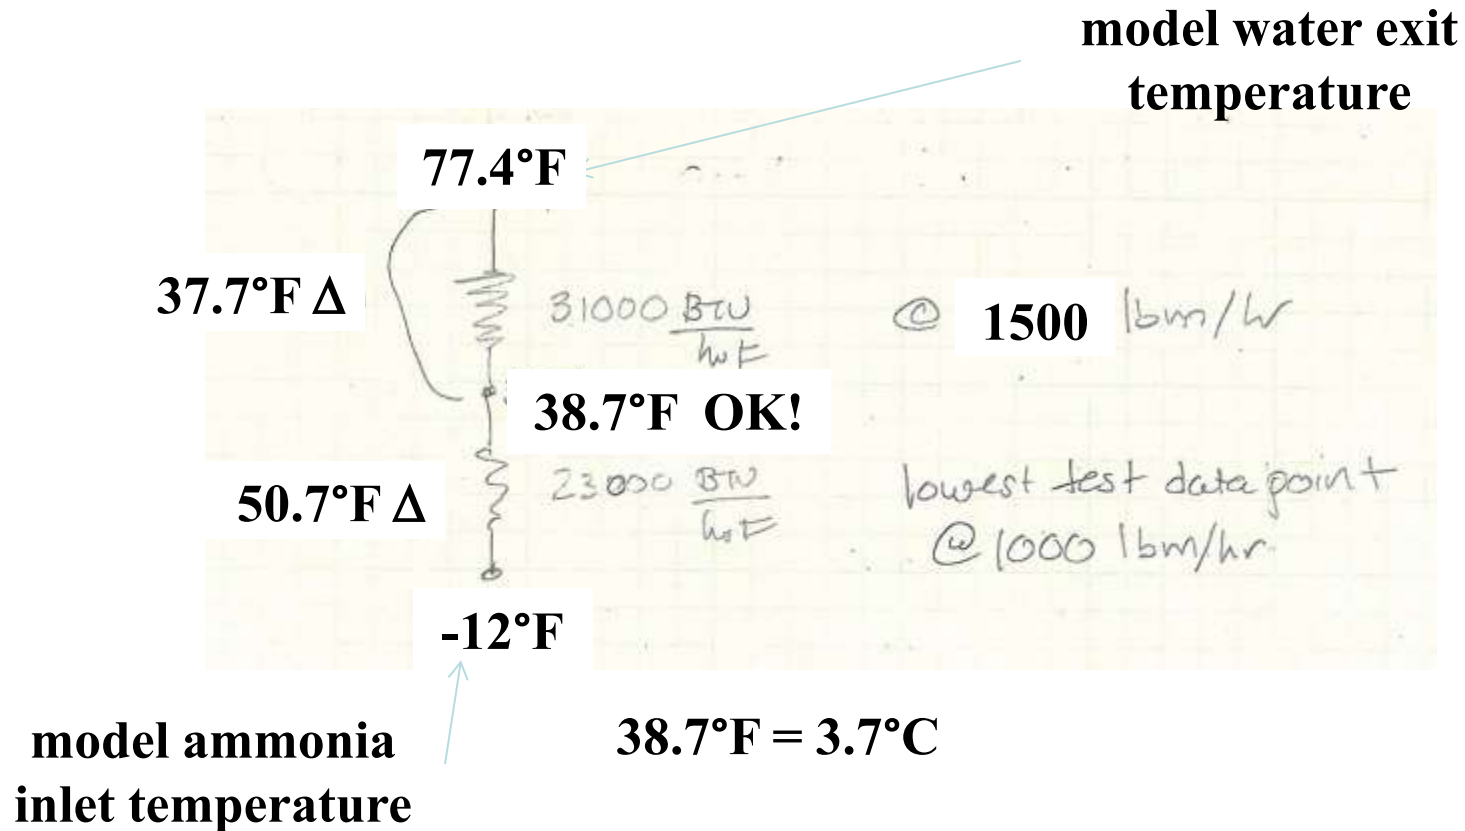 model water exit
temperature
77.4°F
37.7°F Δ
31000 BTU
hr°F
@ 1500 lbm/hr
38.7°F OK!
50.7°F Δ
23000 BTU
hr°F
lowest test data point
@ 1000 lbm/hr.
-12°F
model ammonia
inlet temperature
38.7°F = 3.7°C